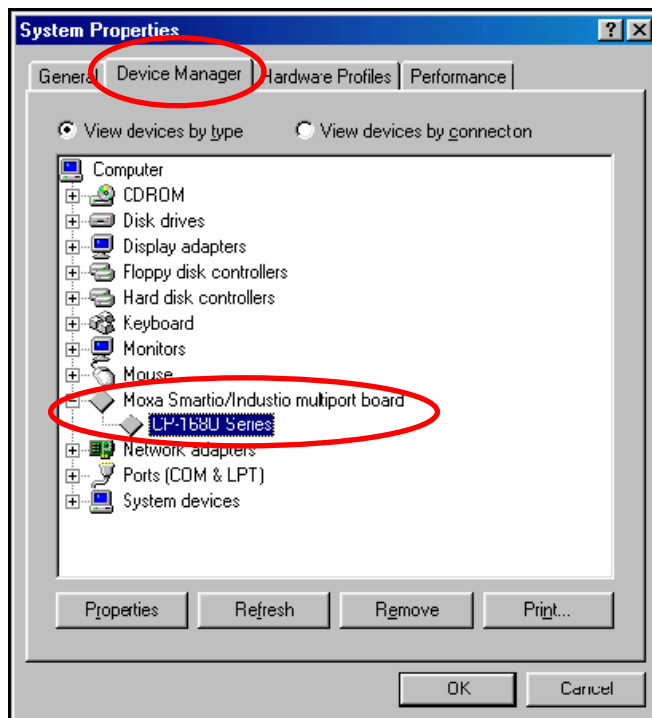 System Properties
General Device Manager Hardware Profiles Performance
View devices by type View devices by connecton
Computer
CDROM
Disk drives
Display adapters
Floppy disk controllers
Hard disk controllers
Keyboard
Monitors
Mouse
Moxa Smartio/Industio multiport board
CP-168U Series
Network adapters
Ports (COM & LPT)
System devices
Properties Refresh Remove Print...
OK Cancel